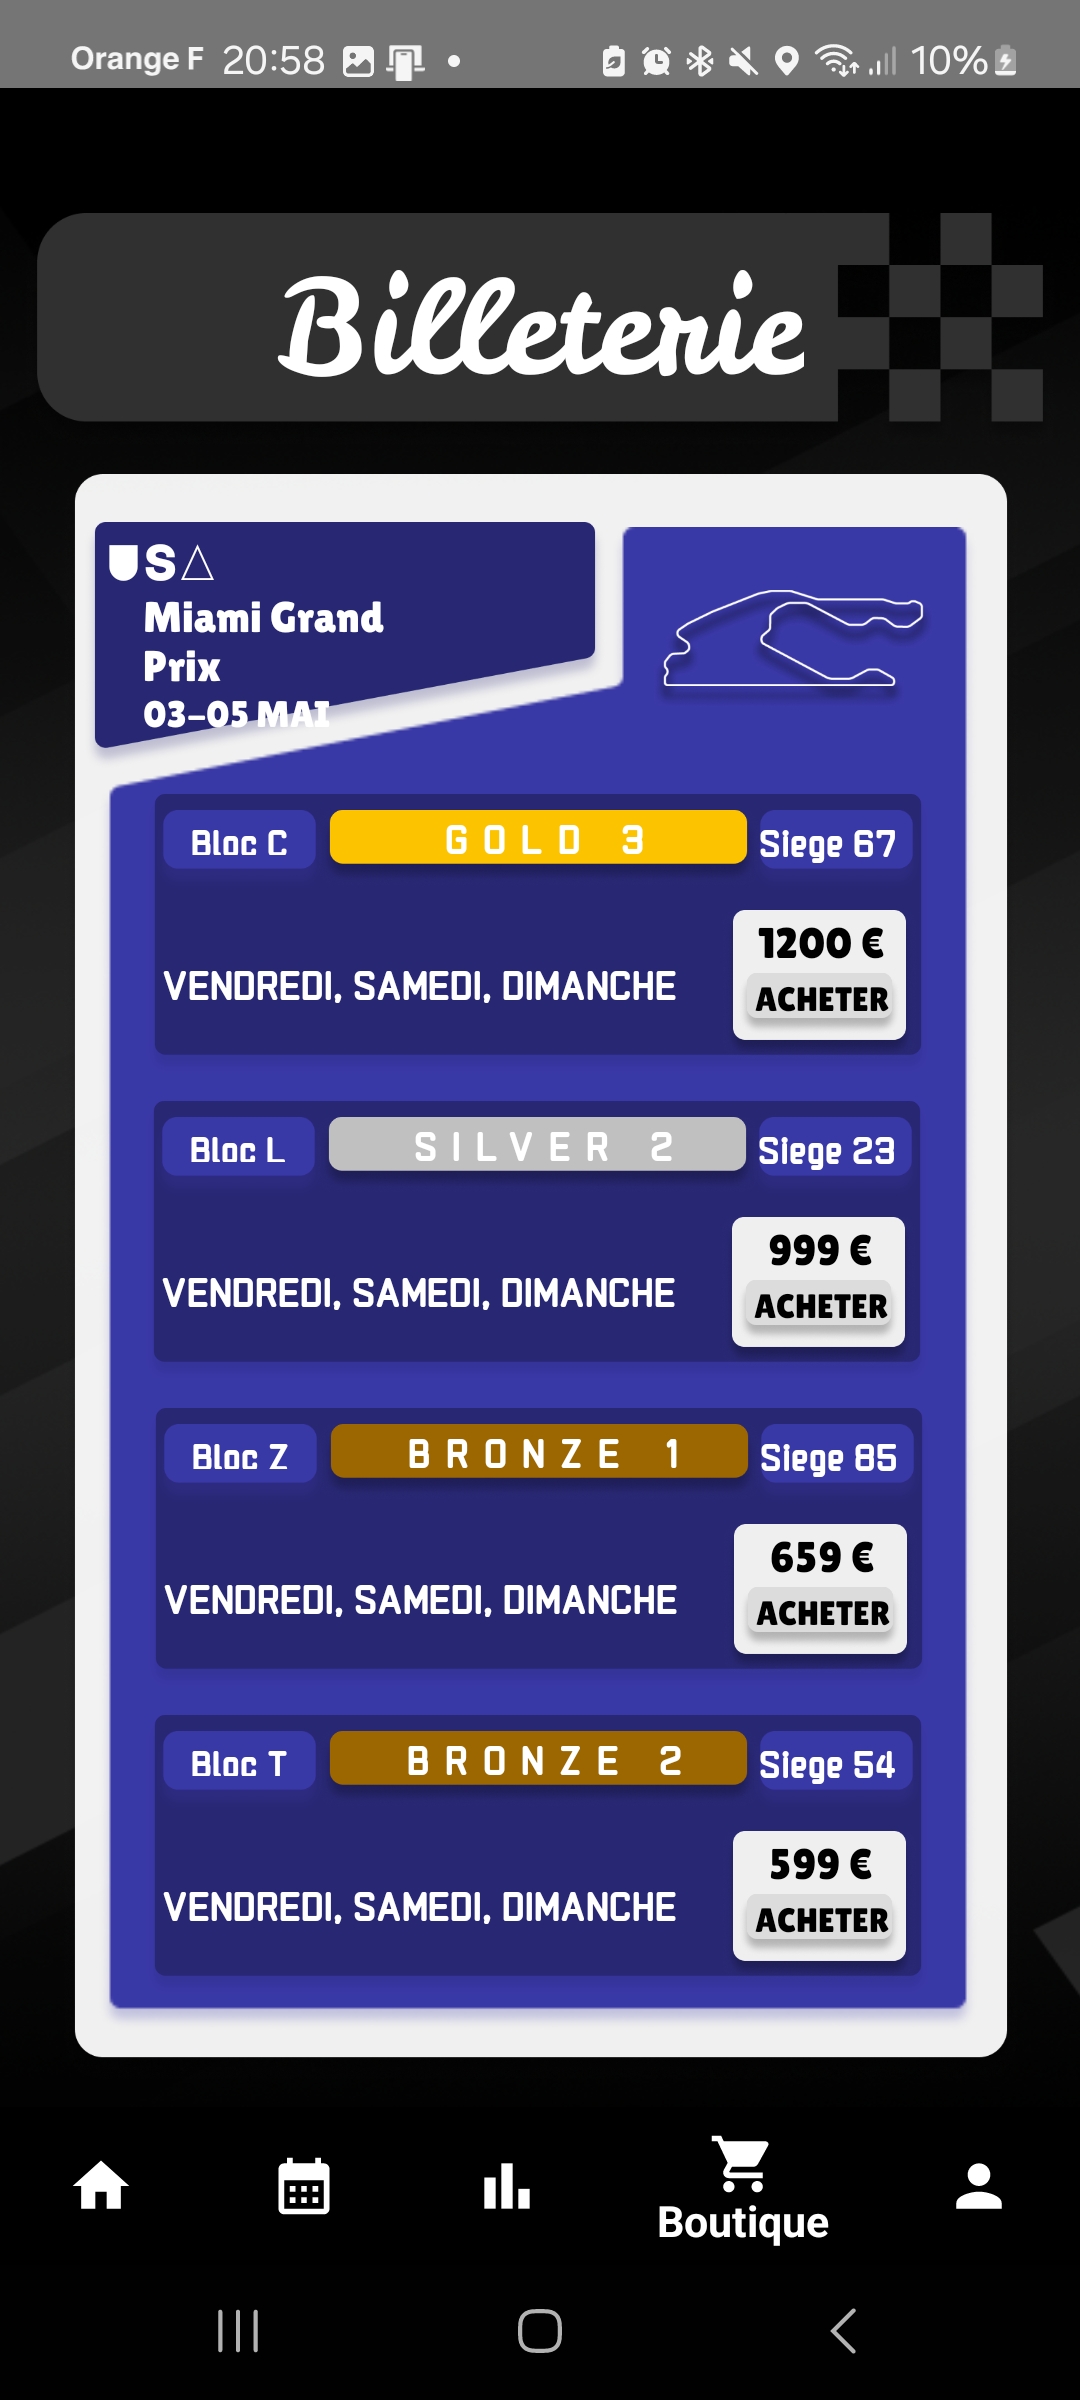 Orange F 20:58 10%
Billeterie
USA
Miami Grand
Prix
03-05 MAI
Bloc C GOLD 3 Siege 67
1200 €
VENDREDI, SAMEDI, DIMANCHE
ACHETER
Bloc L SILVER 2 Siege 23
999 €
VENDREDI, SAMEDI, DIMANCHE
ACHETER
Bloc Z BRONZE 1 Siege 85
659 €
VENDREDI, SAMEDI, DIMANCHE
ACHETER
Bloc T BRONZE 2 Siege 54
599 €
VENDREDI, SAMEDI, DIMANCHE
ACHETER
Boutique